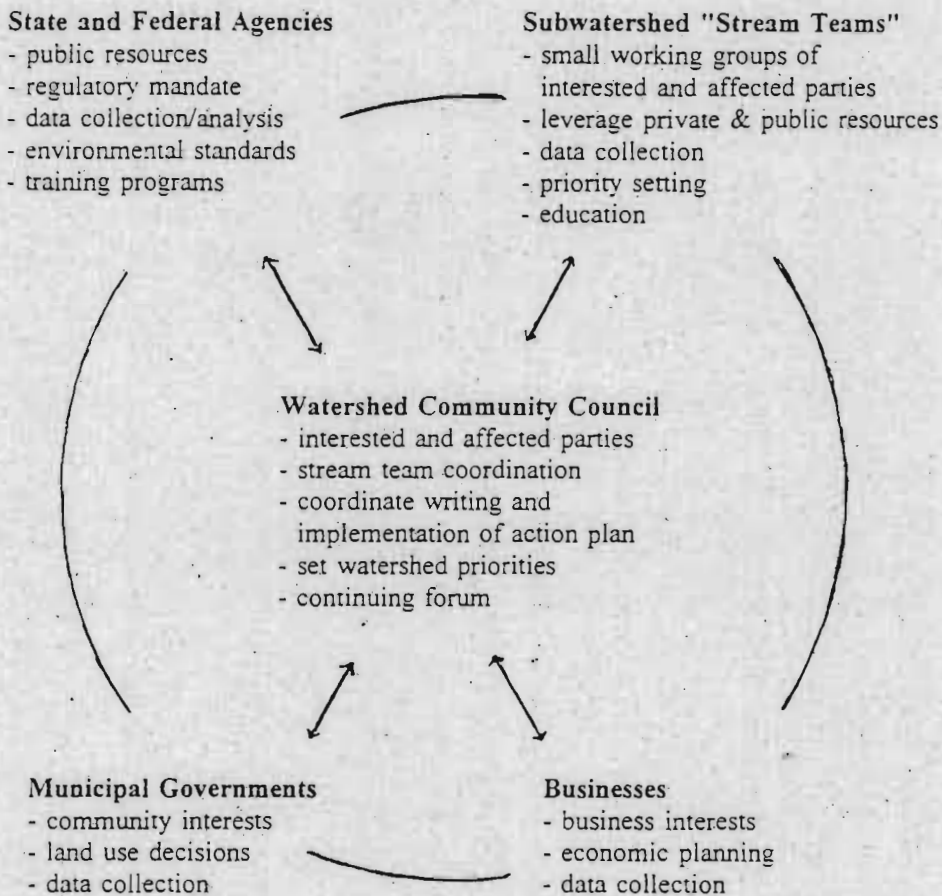 State and Federal Agencies
- public resources
- regulatory mandate
- data collection/analysis
- environmental standards
- training programs
Subwatershed "Stream Teams"
- small working groups of
interested and affected parties
- leverage private & public resources
- data collection
- priority setting
- education
Watershed Community Council
- interested and affected parties
- stream team coordination
- coordinate writing and
implementation of action plan
- set watershed priorities
- continuing forum
Municipal Governments
- community interests
- land use decisions
- data collection
Businesses
- business interests
- economic planning
- data collection